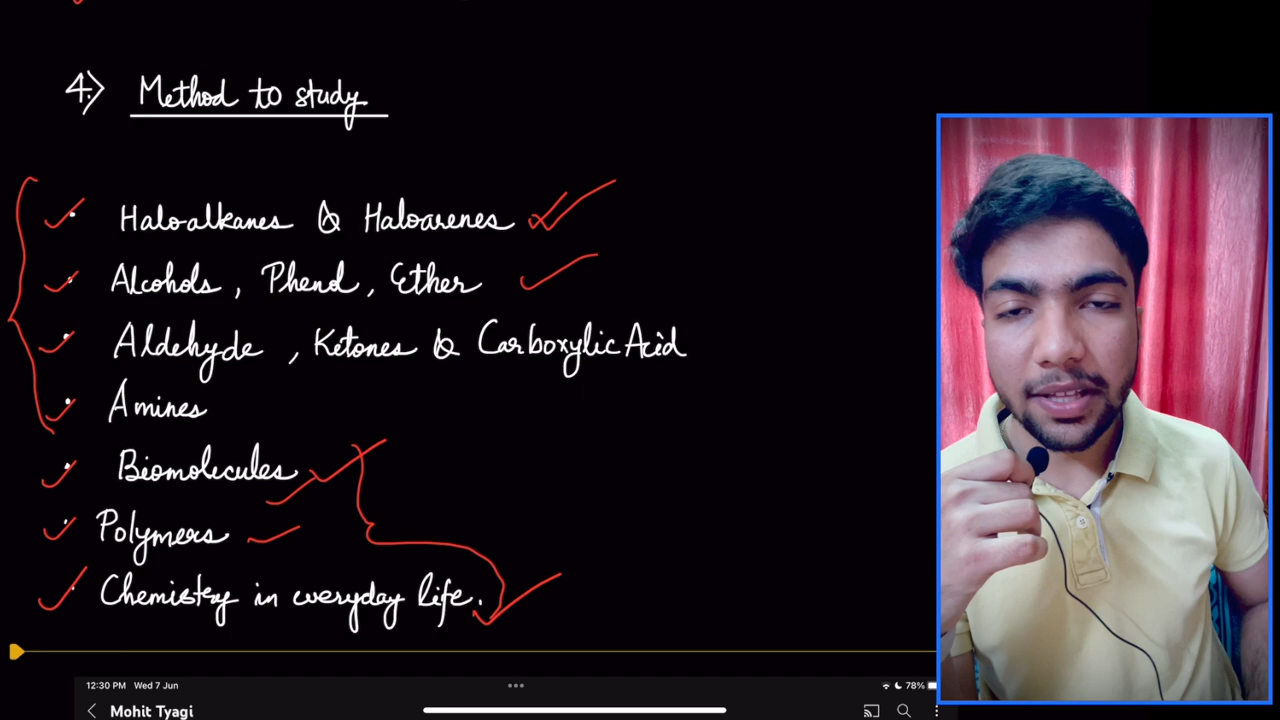 4.) Method to study
Haloalkanes & Haloarenes
Alcohols, Phenol, Ether
Aldehyde, Ketones & Carboxylic Acid
Amines
Biomolecules
Polymers
Chemistry in everyday life.
12:30 PM Wed 7 Jun
78%
Mohit Tyagi